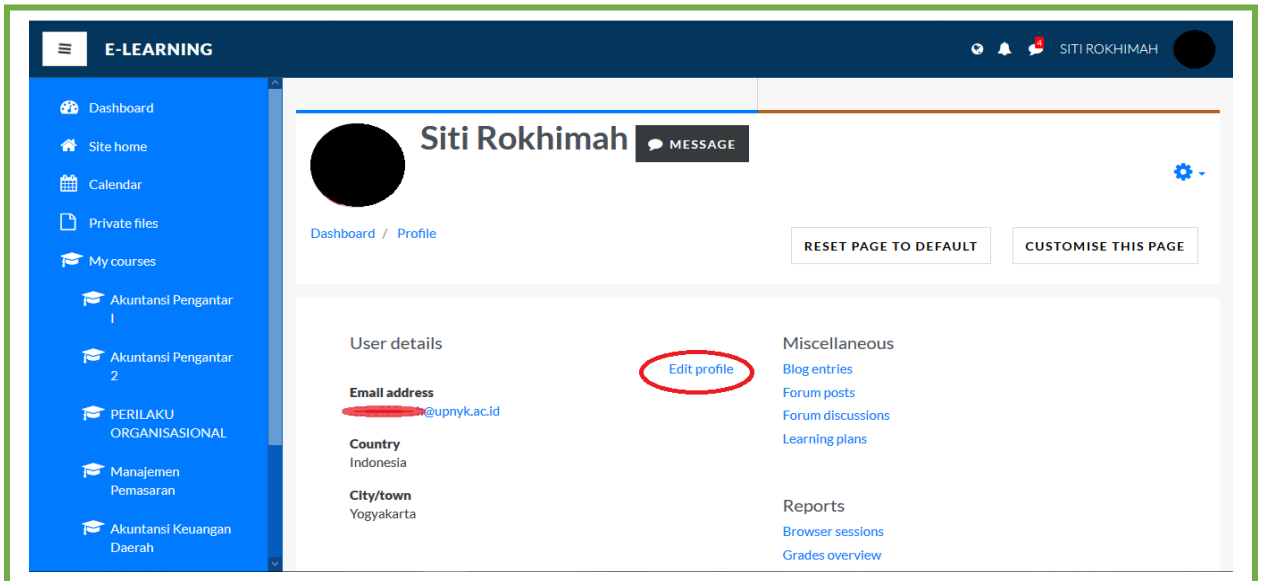 E-LEARNING
4
SITI ROKHIMAH
Dashboard
Site home
Calendar
Private files
My courses
Akuntansi Pengantar
I
Akuntansi Pengantar
2
PERILAKU
ORGANISASIONAL
Manajemen
Pemasaran
Akuntansi Keuangan
Daerah
Siti Rokhimah
MESSAGE
Dashboard / Profile
RESET PAGE TO DEFAULT
CUSTOMISE THIS PAGE
User details
Edit profile
Email address
@upnyk.ac.id
Country
Indonesia
City/town
Yogyakarta
Miscellaneous
Blog entries
Forum posts
Forum discussions
Learning plans
Reports
Browser sessions
Grades overview